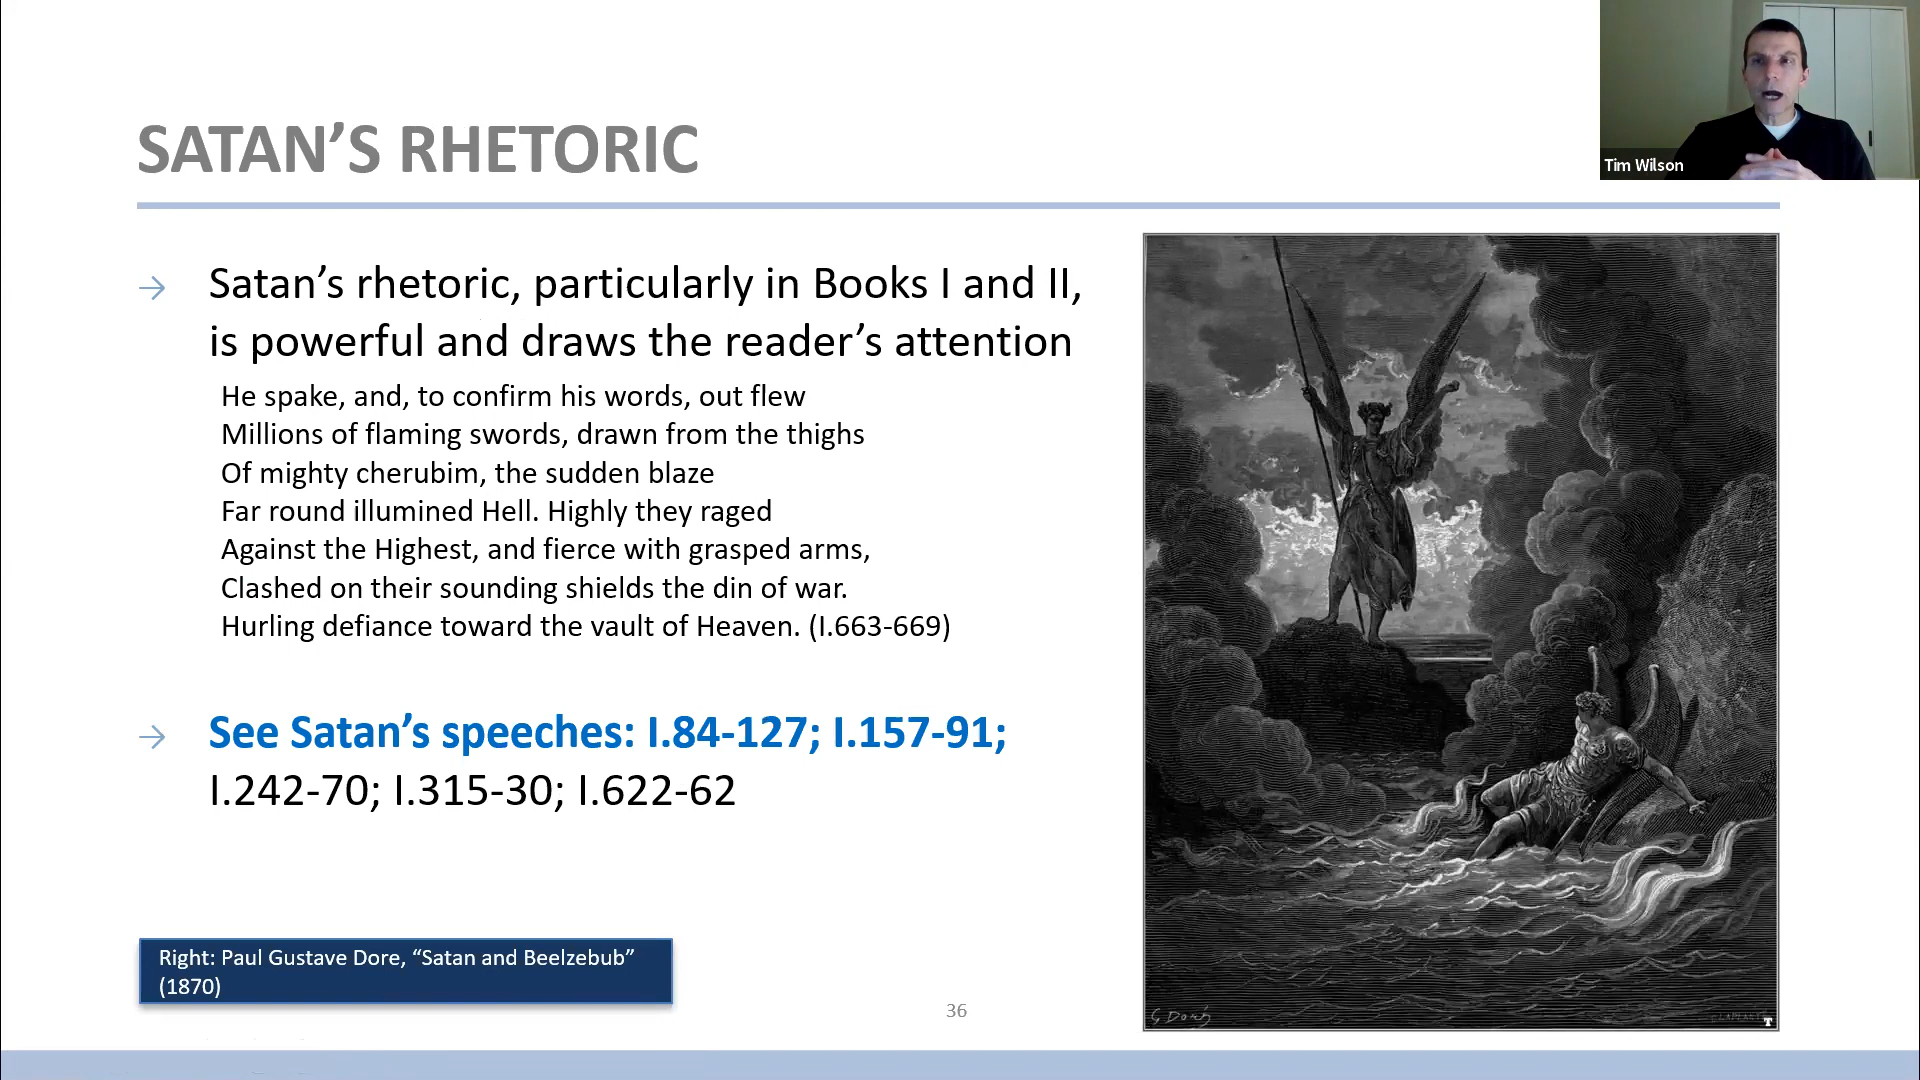 SATAN’S RHETORIC
Tim Wilson
→ Satan’s rhetoric, particularly in Books I and II,
is powerful and draws the reader’s attention
He spake, and, to confirm his words, out flew
Millions of flaming swords, drawn from the thighs
Of mighty cherubim, the sudden blaze
Far round illumined Hell. Highly they raged
Against the Highest, and fierce with grasped arms,
Clashed on their sounding shields the din of war.
Hurling defiance toward the vault of Heaven. (I.663-669)
→ See Satan’s speeches: I.84-127; I.157-91;
I.242-70; I.315-30; I.622-62
Right: Paul Gustave Dore, “Satan and Beelzebub”
(1870)
36
G Doré
T